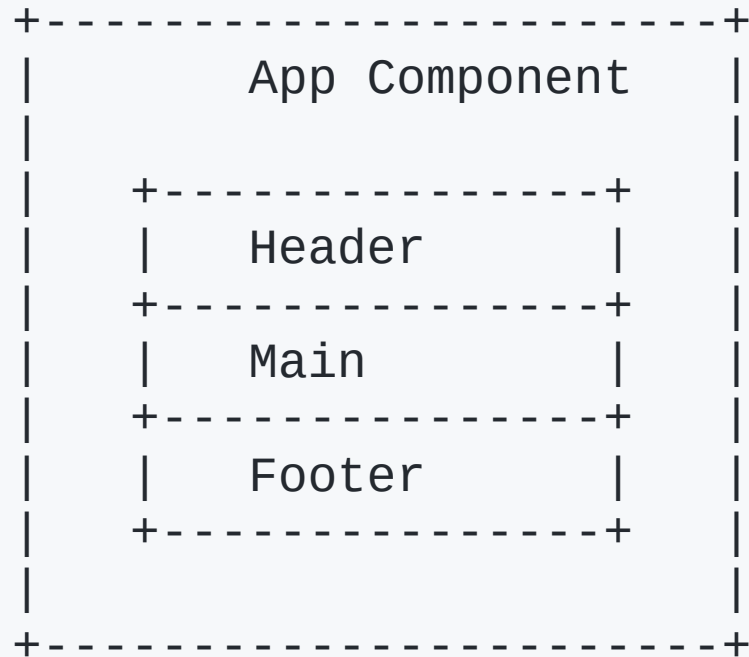 +-----------------------+
|       App Component   |
|                       |
|   +---------------+   |
|   |   Header      |   |
|   +---------------+   |
|   |   Main        |   |
|   +---------------+   |
|   |   Footer      |   |
|   +---------------+   |
|                       |
+-----------------------+